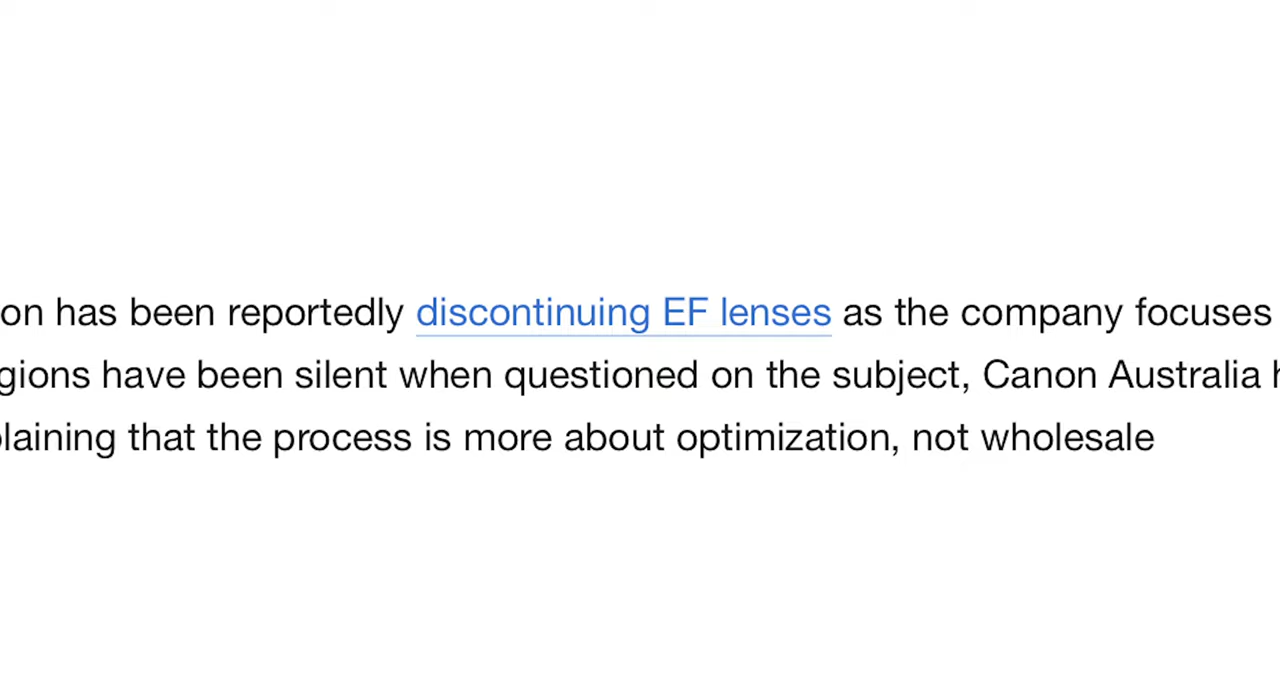 on has been reportedly discontinuing EF lenses as the company focuses
gions have been silent when questioned on the subject, Canon Australia h
laining that the process is more about optimization, not wholesale